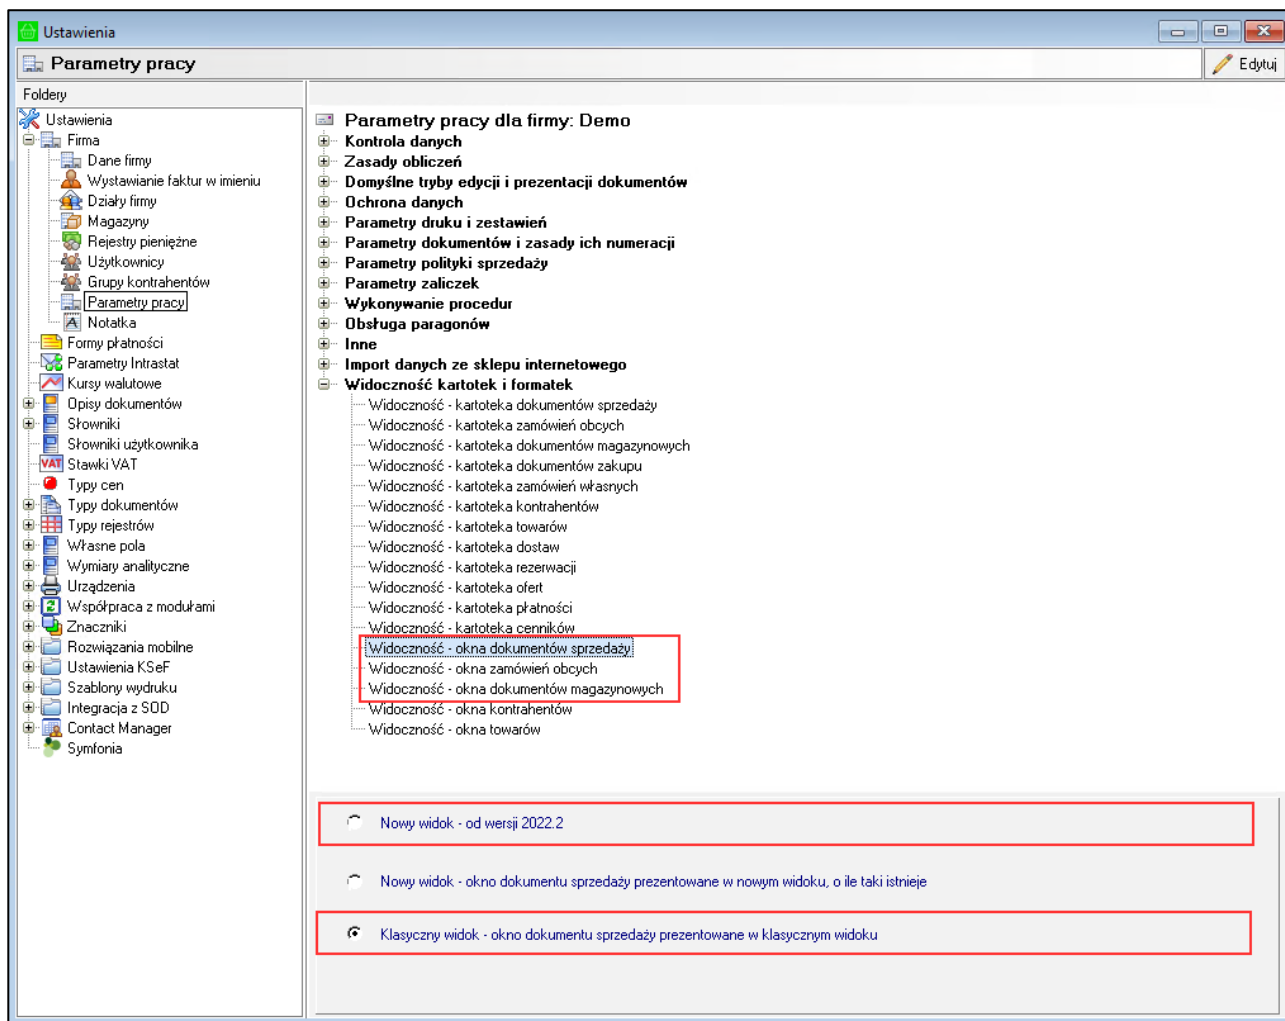 Ustawienia
Parametry pracy
Edytuj
Foldery
Ustawienia
Firma
Dane firmy
Wystawianie faktur w imieniu
Działy firmy
Magazyny
Rejestry pieniężne
Użytkownicy
Grupy kontrahentów
Parametry pracy
Notatka
Formy płatności
Parametry Intrastat
Kursy walutowe
Opisy dokumentów
Słowniki
Słowniki użytkownika
VAT Stawki VAT
Typy cen
Typy dokumentów
Typy rejestrów
Własne pola
Wymiary analityczne
Urządzenia
Współpraca z modułami
Znaczniki
Rozwiązania mobilne
Ustawienia KSeF
Szablony wydruku
Integracja z SOD
Contact Manager
Symfonia
Parametry pracy dla firmy: Demo
Kontrola danych
Zasady obliczeń
Domyślne tryby edycji i prezentacji dokumentów
Ochrona danych
Parametry druku i zestawień
Parametry dokumentów i zasady ich numeracji
Parametry polityki sprzedaży
Parametry zaliczek
Wykonywanie procedur
Obsługa paragonów
Inne
Import danych ze sklepu internetowego
Widoczność kartotek i formatek
Widoczność - kartoteka dokumentów sprzedaży
Widoczność - kartoteka zamówień obcych
Widoczność - kartoteka dokumentów magazynowych
Widoczność - kartoteka dokumentów zakupu
Widoczność - kartoteka zamówień własnych
Widoczność - kartoteka kontrahentów
Widoczność - kartoteka towarów
Widoczność - kartoteka dostaw
Widoczność - kartoteka rezerwacji
Widoczność - kartoteka ofert
Widoczność - kartoteka płatności
Widoczność - kartoteka cenników
Widoczność - okna dokumentów sprzedaży
Widoczność - okna zamówień obcych
Widoczność - okna dokumentów magazynowych
Widoczność - okna kontrahentów
Widoczność - okna towarów
Nowy widok - od wersji 2022.2
Nowy widok - okno dokumentu sprzedaży prezentowane w nowym widoku, o ile taki istnieje
Klasyczny widok - okno dokumentu sprzedaży prezentowane w klasycznym widoku